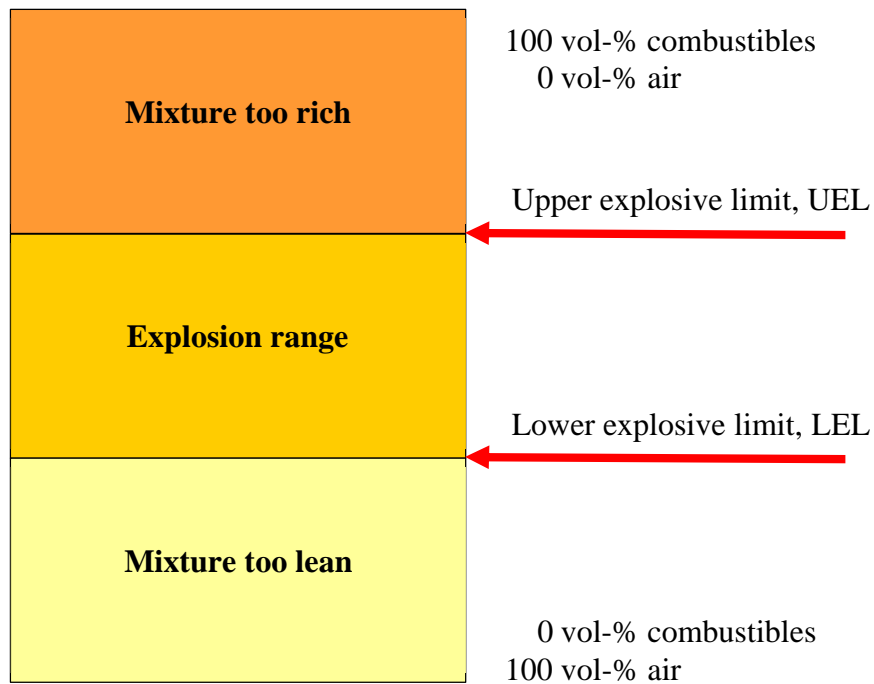 100 vol-% combustibles
0 vol-% air
Mixture too rich
Upper explosive limit, UEL
Explosion range
Lower explosive limit, LEL
Mixture too lean
0 vol-% combustibles
100 vol-% air